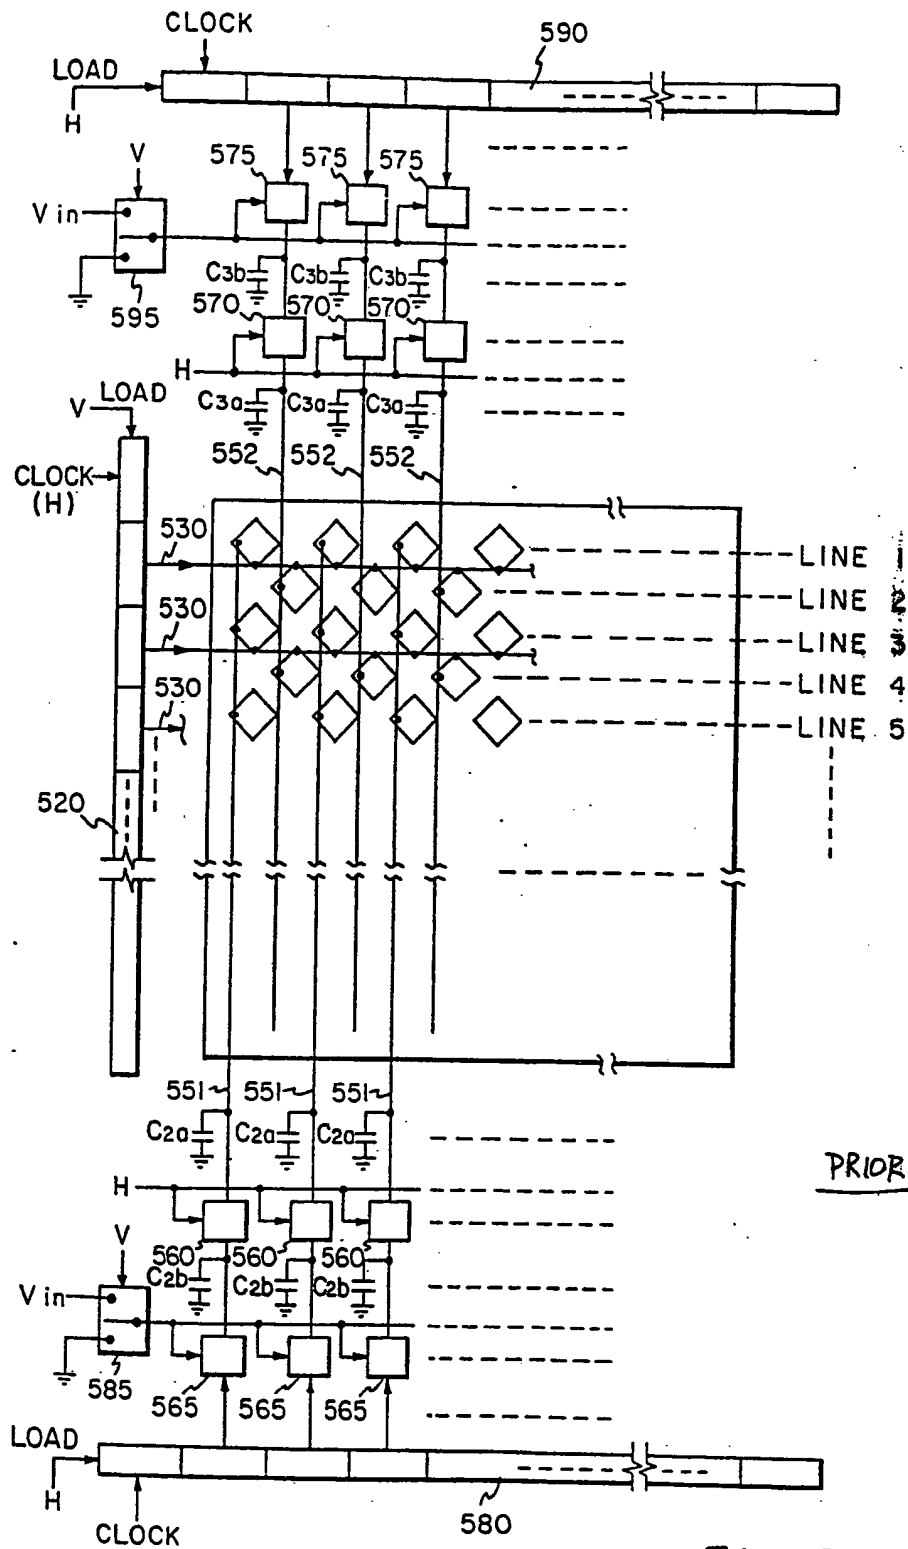 CLOCK
590
LOAD
H
575 575 575
V
V in
C3b C3b C3b
595
570 570 570
H
LOAD
V
C3a C3a C3a
552 552 552
CLOCK
(H)
530
LINE 1
LINE 2
530
LINE 3
LINE 4
530
LINE 5
520
551 551 551
C2a C2a C2a
PRIOR
H
V
560 560 560
C2b C2b C2b
V in
585
565 565 565
LOAD
H
580
CLOCK